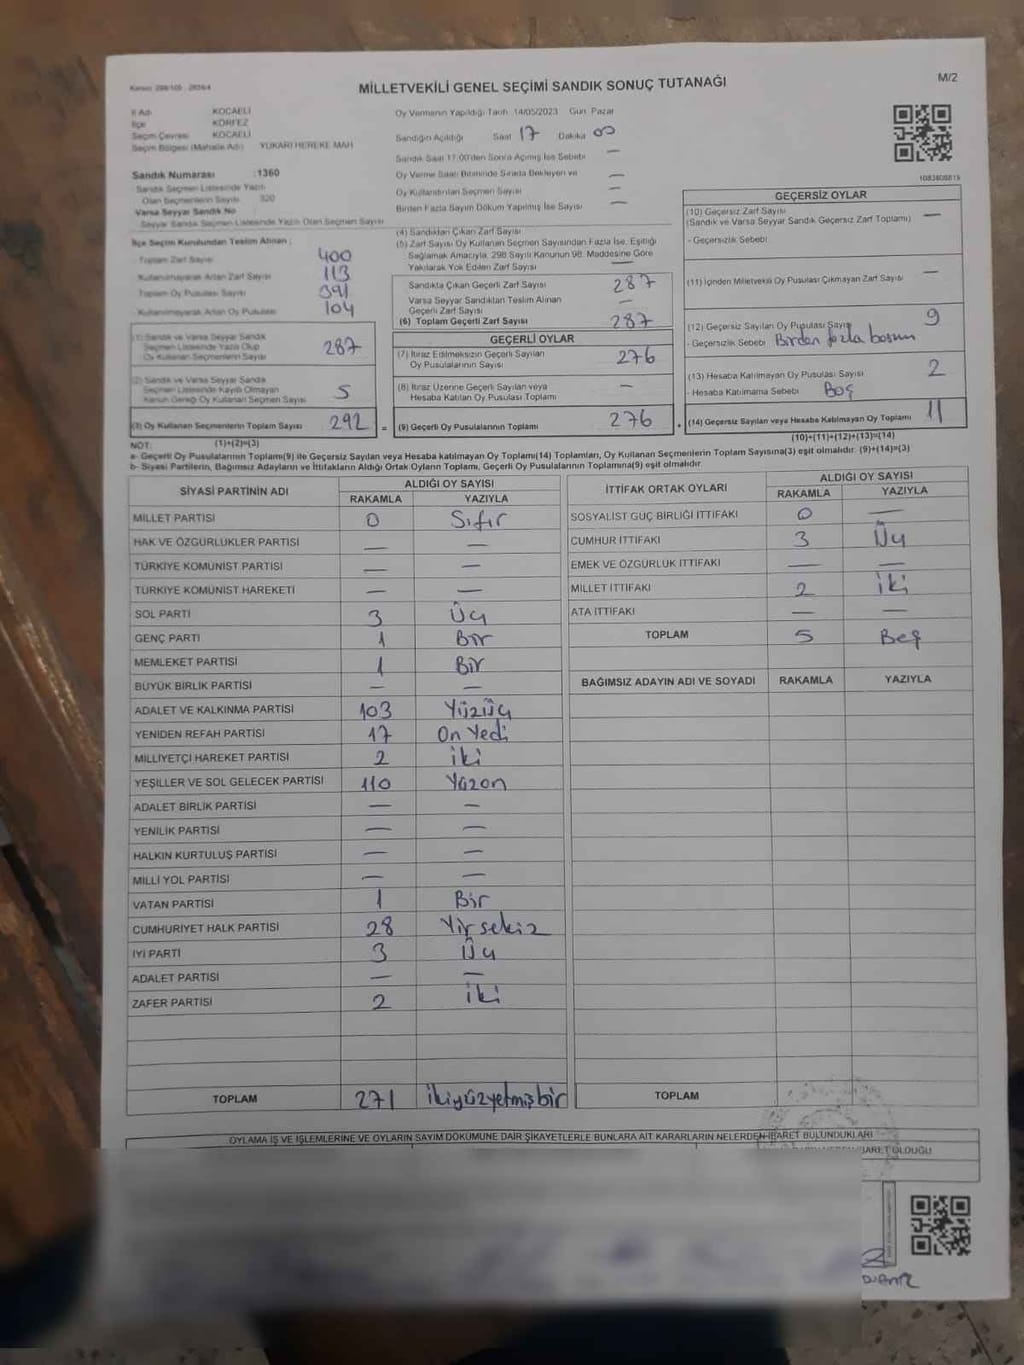 Kanun: 298/105 - 2839/4
MİLLETVEKİLİ GENEL SEÇİMİ SANDIK SONUÇ TUTANAĞI
M/2
İl Adı KOCAELİ
İlçe KÖRFEZ
Seçim Çevresi KOCAELİ
Seçim Bölgesi (Mahalle Adı) YUKARI HEREKE MAH
Oy Vermenin Yapıldığı Tarih 14/05/2023 Gün Pazar
Sandığın Açıldığı Saat 17 Dakika 00
Sandık Saat 17:00'den Sonra Açılmış İse Sebebi —
Oy Verme Saati Bitiminde Sırada Bekleyen ve —
Oy Kullandırılan Seçmen Sayısı —
Birden Fazla Sayım Döküm Yapılmış İse Sayısı —
1083808819
Sandık Numarası : 1360
Sandık Seçmen Listesinde Yazılı
Olan Seçmenlerin Sayısı 320
Varsa Seyyar Sandık No
Seyyar Sandık Seçmen Listesinde Yazılı Olan Seçmen Sayısı
İlçe Seçim Kurulundan Teslim Alınan ;
Toplam Zarf Sayısı 400
Kullanılmayarak Artan Zarf Sayısı 113
Toplam Oy Pusulası Sayısı 391
Kullanılmayarak Artan Oy Pusulası 104
(1) Sandık ve Varsa Seyyar Sandık
Seçmen Listesinde Yazılı Olup
Oy Kullanan Seçmenlerin Sayısı 287
(2) Sandık ve Varsa Seyyar Sandık
Seçmen Listesinde Kayıtlı Olmayan
Kanun Gereği Oy Kullanan Seçmen Sayısı 5
(3) Oy Kullanan Seçmenlerin Toplam Sayısı 292 =
(4) Sandıktan Çıkan Zarf Sayısı
(5) Zarf Sayısı Oy Kullanan Seçmen Sayısından Fazla İse, Eşitliği
Sağlamak Amacıyla, 298 Sayılı Kanunun 98. Maddesine Göre
Yakılarak Yok Edilen Zarf Sayısı —
Sandıkta Çıkan Geçerli Zarf Sayısı 287
Varsa Seyyar Sandıktan Teslim Alınan
Geçerli Zarf Sayısı —
(6) Toplam Geçerli Zarf Sayısı 287
GEÇERLİ OYLAR
(7) İtiraz Edilmeksizin Geçerli Sayılan
Oy Pusulalarının Sayısı 276
(8) İtiraz Üzerine Geçerli Sayılan veya
Hesaba Katılan Oy Pusulası Toplamı —
(9) Geçerli Oy Pusulalarının Toplamı 276
GEÇERSİZ OYLAR
(10) Geçersiz Zarf Sayısı
(Sandık ve Varsa Seyyar Sandık Geçersiz Zarf Toplamı) —
- Geçersizlik Sebebi
(11) İçinden Milletvekili Oy Pusulası Çıkmayan Zarf Sayısı —
(12) Geçersiz Sayılan Oy Pusulası Sayısı 9
- Geçersizlik Sebebi Birden fazla basım
(13) Hesaba Katılmayan Oy Pusulası Sayısı 2
- Hesaba Katılmama Sebebi Boş
(14) Geçersiz Sayılan veya Hesaba Katılmayan Oy Toplamı 11
NOT: (1)+(2)=(3)
(10)+(11)+(12)+(13)=(14)
a- Geçerli Oy Pusulalarının Toplamı(9) ile Geçersiz Sayılan veya Hesaba katılmayan Oy Toplamı(14) Toplamları, Oy Kullanan Seçmenlerin Toplam Sayısına(3) eşit olmalıdır. (9)+(14)=(3)
b- Siyasi Partilerin, Bağımsız Adayların ve İttifakların Aldığı Ortak Oyların Toplamı, Geçerli Oy Pusulalarının Toplamına(9) eşit olmalıdır
SİYASİ PARTİNİN ADI ALDIĞI OY SAYISI
RAKAMLA YAZIYLA
MİLLET PARTİSİ 0 Sıfır
HAK VE ÖZGÜRLÜKLER PARTİSİ — —
TÜRKİYE KOMÜNİST PARTİSİ — —
TÜRKİYE KOMÜNİST HAREKETİ — —
SOL PARTİ 3 Üç
GENÇ PARTİ 1 Bir
MEMLEKET PARTİSİ 1 Bir
BÜYÜK BİRLİK PARTİSİ — —
ADALET VE KALKINMA PARTİSİ 103 Yüzüç
YENİDEN REFAH PARTİSİ 17 On Yedi
MİLLİYETÇİ HAREKET PARTİSİ 2 iki
YEŞİLLER VE SOL GELECEK PARTİSİ 110 Yüzon
ADALET BİRLİK PARTİSİ — —
YENİLİK PARTİSİ — —
HALKIN KURTULUŞ PARTİSİ — —
MİLLİ YOL PARTİSİ — —
VATAN PARTİSİ 1 Bir
CUMHURİYET HALK PARTİSİ 28 Yirsekiz
İYİ PARTİ 3 Üç
ADALET PARTİSİ — —
ZAFER PARTİSİ 2 iki
TOPLAM 271 ikiyüzyetmişbir
İTTİFAK ORTAK OYLARI ALDIĞI OY SAYISI
RAKAMLA YAZIYLA
SOSYALİST GÜÇ BİRLİĞİ İTTİFAKI 0 —
CUMHUR İTTİFAKI 3 Üç
EMEK VE ÖZGÜRLÜK İTTİFAKI — —
MİLLET İTTİFAKI 2 iki
ATA İTTİFAKI — —
TOPLAM 5 Beş
BAĞIMSIZ ADAYIN ADI VE SOYADI RAKAMLA YAZIYLA
TOPLAM
OYLAMA İŞ VE İŞLEMLERİNE VE OYLARIN SAYIM DÖKÜMÜNE DAİR ŞİKAYETLERLE BUNLARA AİT KARARLARIN NELERDEN İBARET BULUNDUKLARI
İBARET OLDUĞU